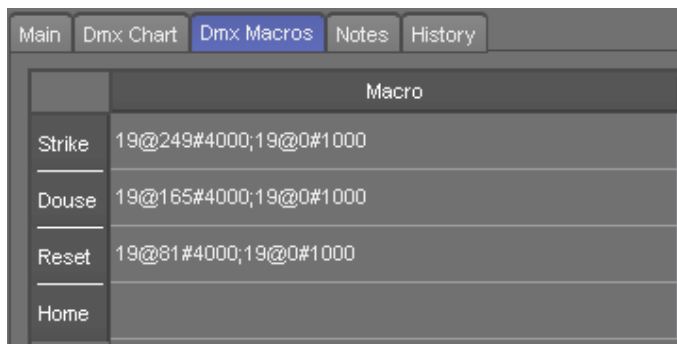 Main Dmx Chart Dmx Macros Notes History
Macro
Strike 19@249#4000;19@0#1000
Douse 19@165#4000;19@0#1000
Reset 19@81#4000;19@0#1000
Home